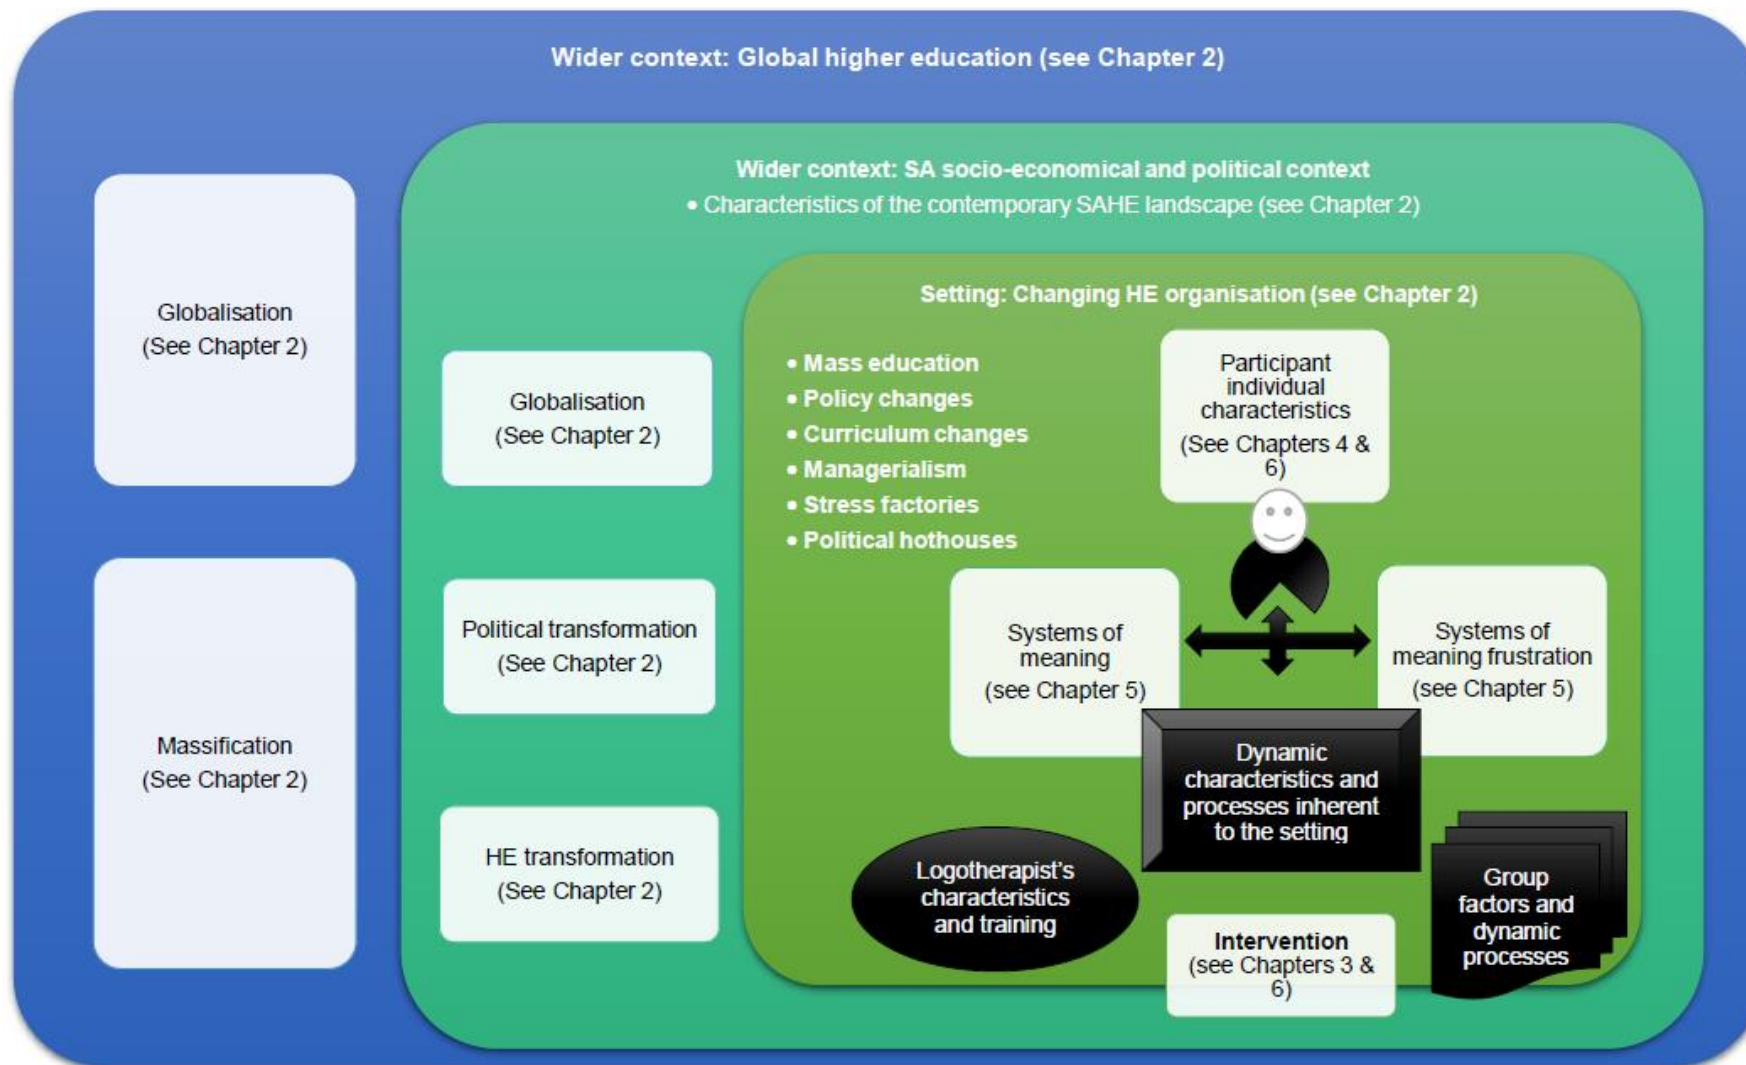 Wider context: Global higher education (see Chapter 2)
Globalisation
(See Chapter 2)
Massification
(See Chapter 2)
Wider context: SA socio-economical and political context
• Characteristics of the contemporary SAHE landscape (see Chapter 2)
Globalisation
(See Chapter 2)
Political transformation
(See Chapter 2)
HE transformation
(See Chapter 2)
Setting: Changing HE organisation (see Chapter 2)
• Mass education
• Policy changes
• Curriculum changes
• Managerialism
• Stress factories
• Political hothouses
Participant
individual
characteristics
(See Chapters 4 &
6)
Systems of
meaning
(see Chapter 5)
Systems of
meaning frustration
(see Chapter 5)
Dynamic
characteristics and
processes inherent
to the setting
Logotherapist's
characteristics
and training
Intervention
(see Chapters 3 &
6)
Group
factors and
dynamic
processes